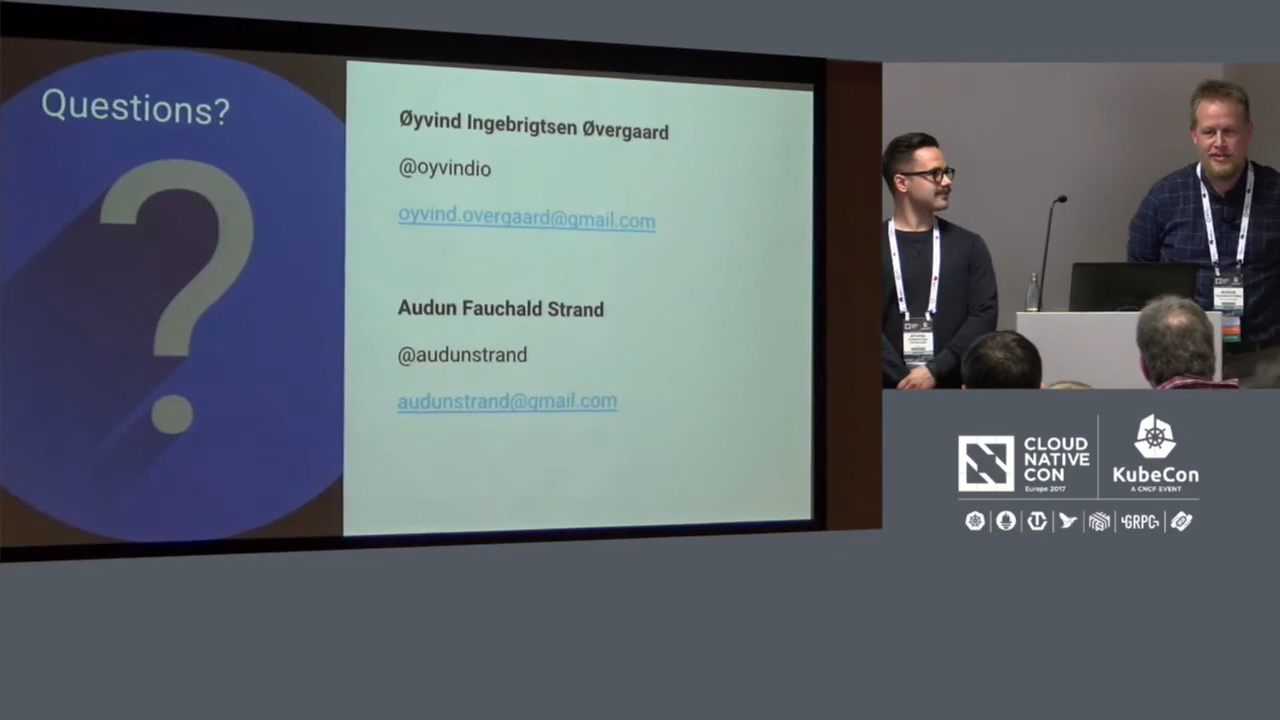 Questions?
Øyvind Ingebrigtsen Øvergaard
@oyvindio
oyvind.overgaard@gmail.com
Audun Fauchald Strand
@audunstrand
audunstrand@gmail.com
CLOUD
NATIVE
CON
Europe 2017
KubeCon
A CNCF EVENT
GRPC